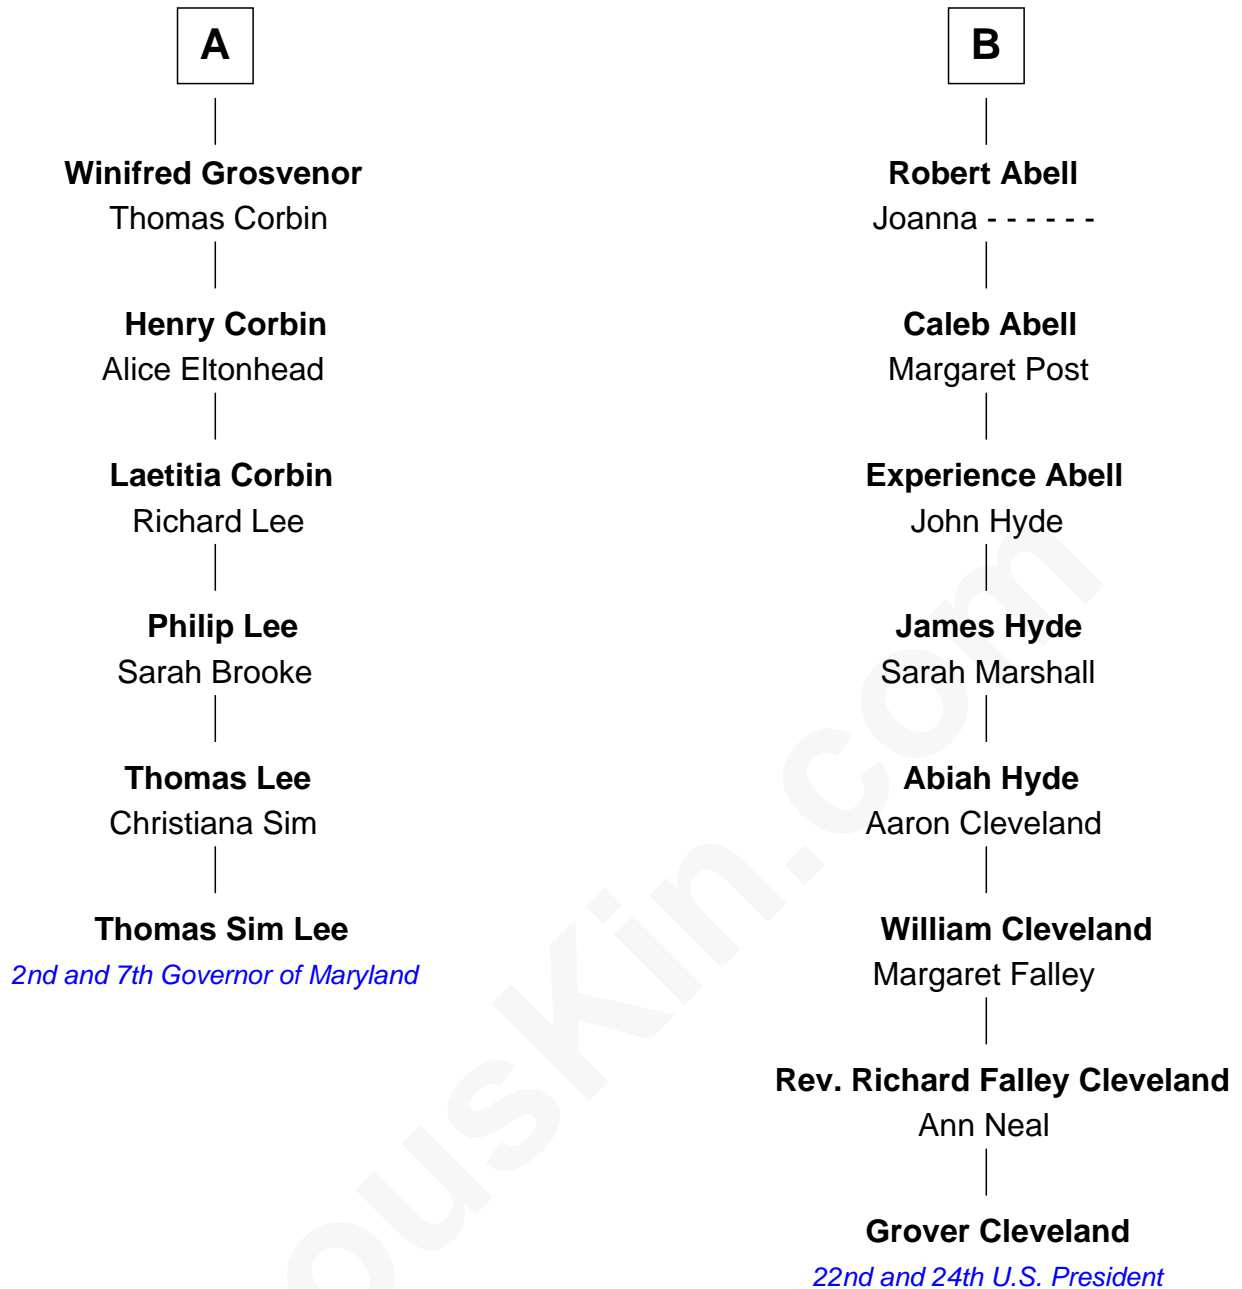 A
Winifred Grosvenor
Thomas Corbin
Henry Corbin
Alice Eltonhead
Laetitia Corbin
Richard Lee
Philip Lee
Sarah Brooke
Thomas Lee
Christiana Sim
Thomas Sim Lee
2nd and 7th Governor of Maryland
B
Robert Abell
Joanna - - - - - -
Caleb Abell
Margaret Post
Experience Abell
John Hyde
James Hyde
Sarah Marshall
Abiah Hyde
Aaron Cleveland
William Cleveland
Margaret Falley
Rev. Richard Falley Cleveland
Ann Neal
Grover Cleveland
22nd and 24th U.S. President
ouskin.com